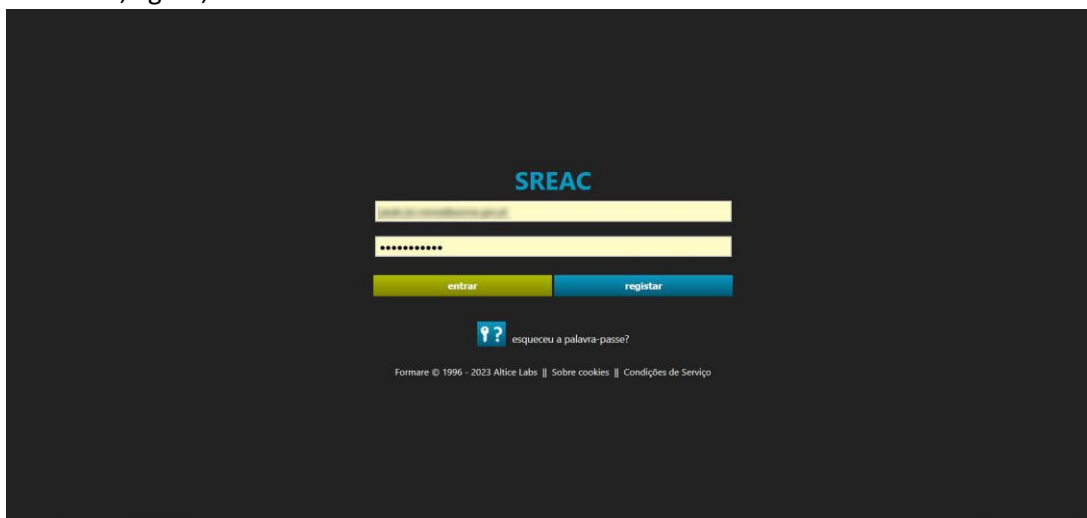 SREAC
•••••••••••
entrar registar
esqueceu a palavra-passe?
Formare © 1996 - 2023 Altice Labs || Sobre cookies || Condições de Serviço